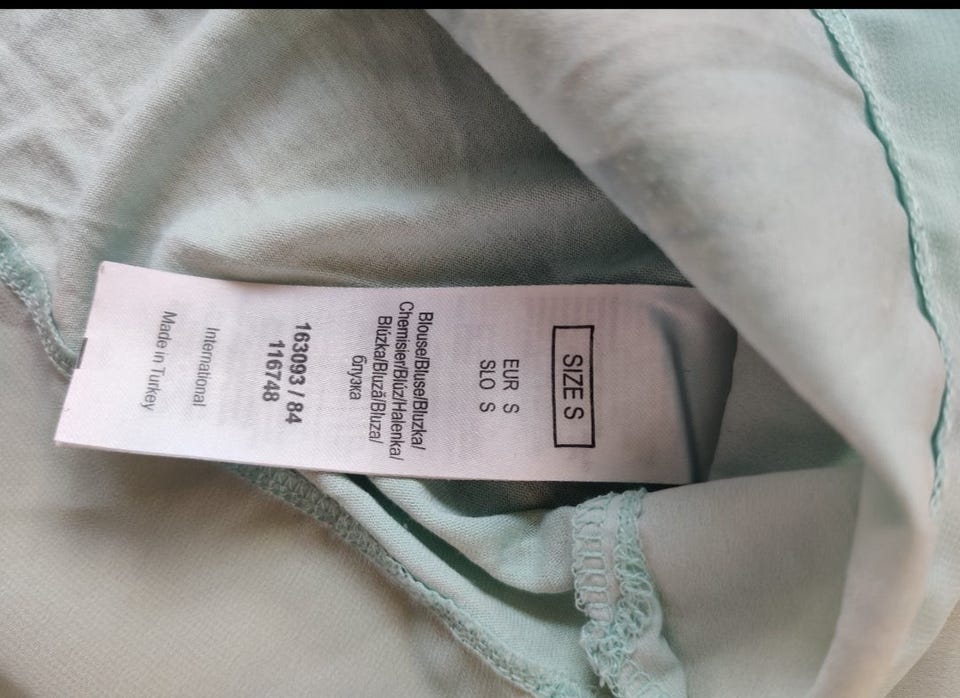 SIZE S
EUR S
SLO S
Blouse/Bluse/Bluzka/
Chemisier/Blúz/Halenka/
Blúzka/Bluză/Bluza/
блузка
163093 / 84
116748
International
Made in Turkey